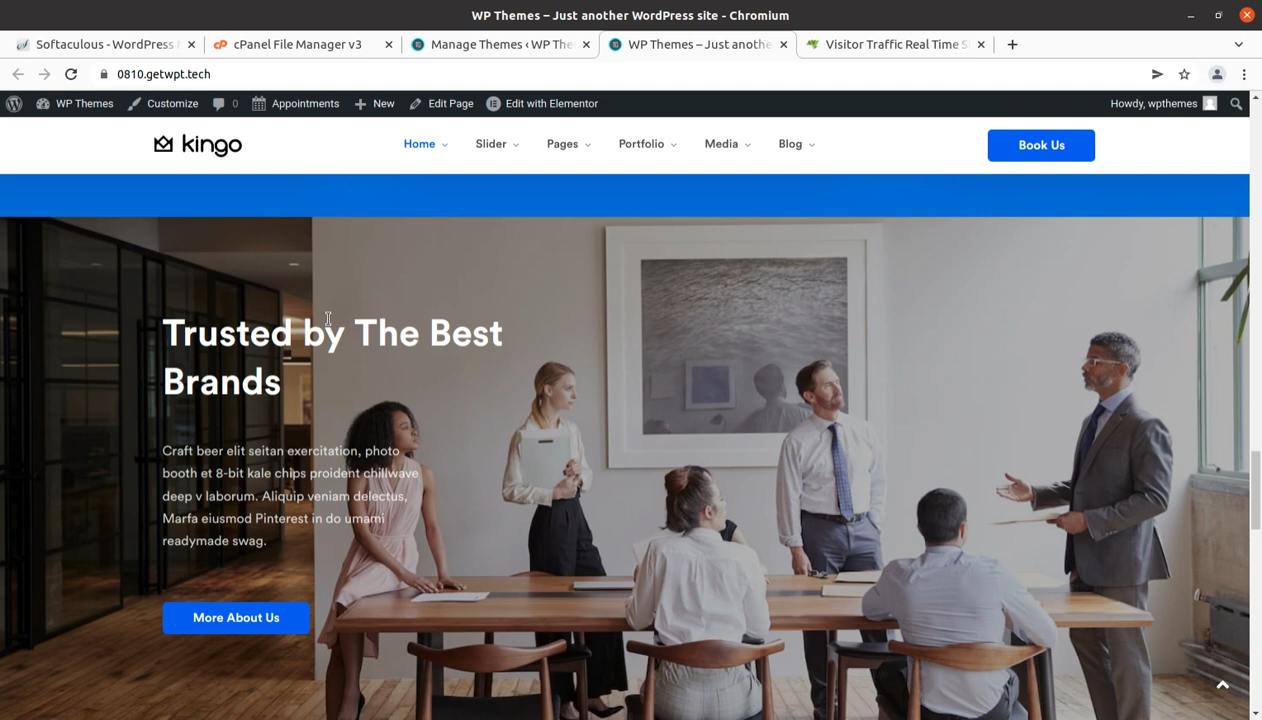 WP Themes – Just another WordPress site - Chromium
Softaculous - WordPress
cPanel File Manager v3
Manage Themes ‹ WP The
WP Themes – Just anothe
Visitor Traffic Real Time S
0810.getwpt.tech
WP Themes Customize 0 Appointments New Edit Page Edit with Elementor Howdy, wpthemes
kingo Home Slider Pages Portfolio Media Blog Book Us
Trusted by The Best
Brands
Craft beer elit seitan exercitation, photo
booth et 8-bit kale chips proident chillwave
deep v laborum. Aliquip veniam delectus,
Marfa eiusmod Pinterest in do umami
readymade swag.
More About Us